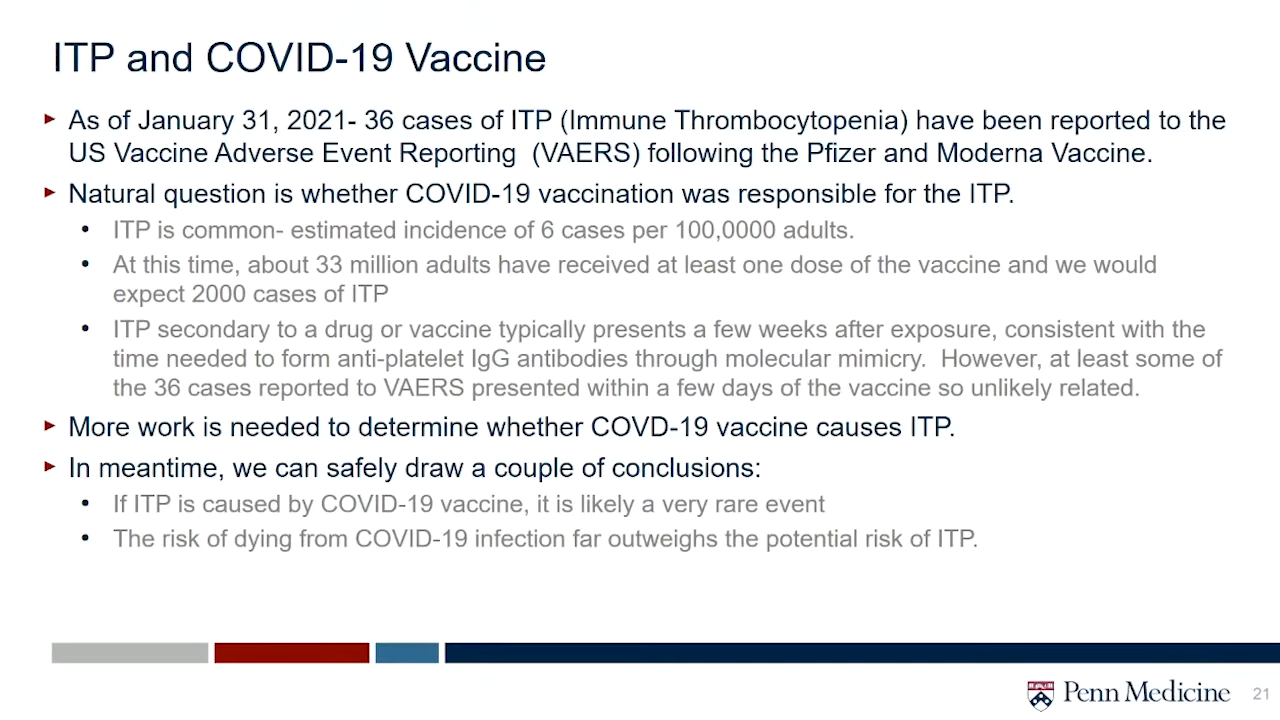 ITP and COVID-19 Vaccine
As of January 31, 2021- 36 cases of ITP (Immune Thrombocytopenia) have been reported to the
US Vaccine Adverse Event Reporting  (VAERS) following the Pfizer and Moderna Vaccine.
Natural question is whether COVID-19 vaccination was responsible for the ITP.
ITP is common- estimated incidence of 6 cases per 100,0000 adults.
At this time, about 33 million adults have received at least one dose of the vaccine and we would
expect 2000 cases of ITP
ITP secondary to a drug or vaccine typically presents a few weeks after exposure, consistent with the
time needed to form anti-platelet IgG antibodies through molecular mimicry.  However, at least some of
the 36 cases reported to VAERS presented within a few days of the vaccine so unlikely related.
More work is needed to determine whether COVD-19 vaccine causes ITP.
In meantime, we can safely draw a couple of conclusions:
If ITP is caused by COVID-19 vaccine, it is likely a very rare event
The risk of dying from COVID-19 infection far outweighs the potential risk of ITP.
Penn Medicine
21